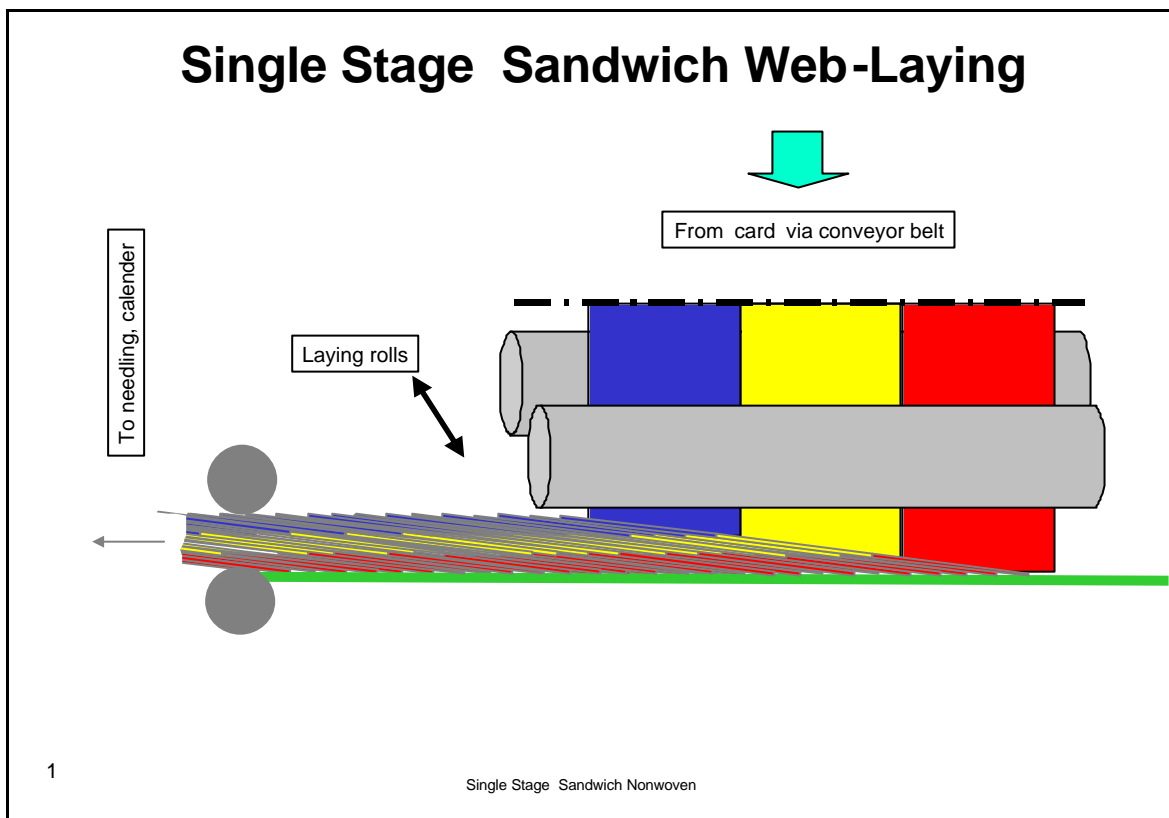 Single Stage Sandwich Web-Laying
From card via conveyor belt
To needling, calender
Laying rolls
1
Single Stage Sandwich Nonwoven